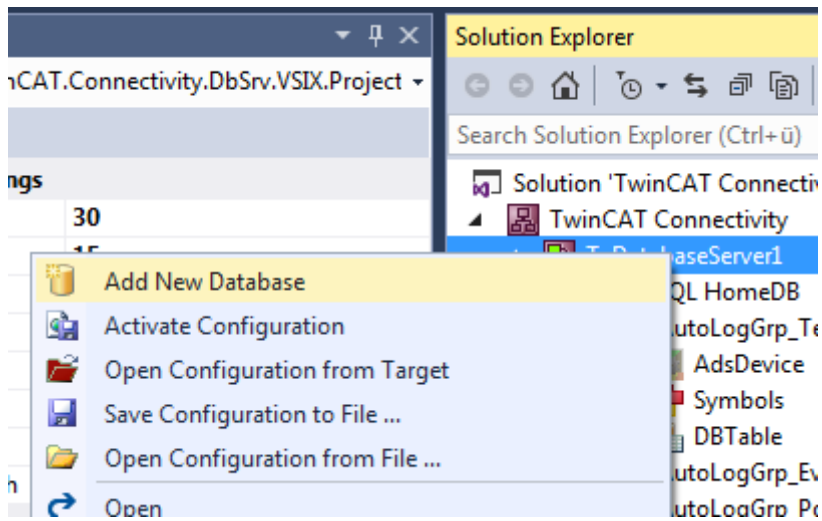 Solution Explorer
nCAT.Connectivity.DbSrv.VSIX.Project
Search Solution Explorer (Ctrl+ü)
ngs
Solution 'TwinCAT Connectiv
30
TwinCAT Connectivity
aseServer1
Add New Database
QL HomeDB
Activate Configuration
utoLogGrp_Te
Open Configuration from Target
AdsDevice
Save Configuration to File ...
Symbols
DBTable
Open Configuration from File ...
utoLogGrp_Ev
h
Open
utoLogGrp_Po